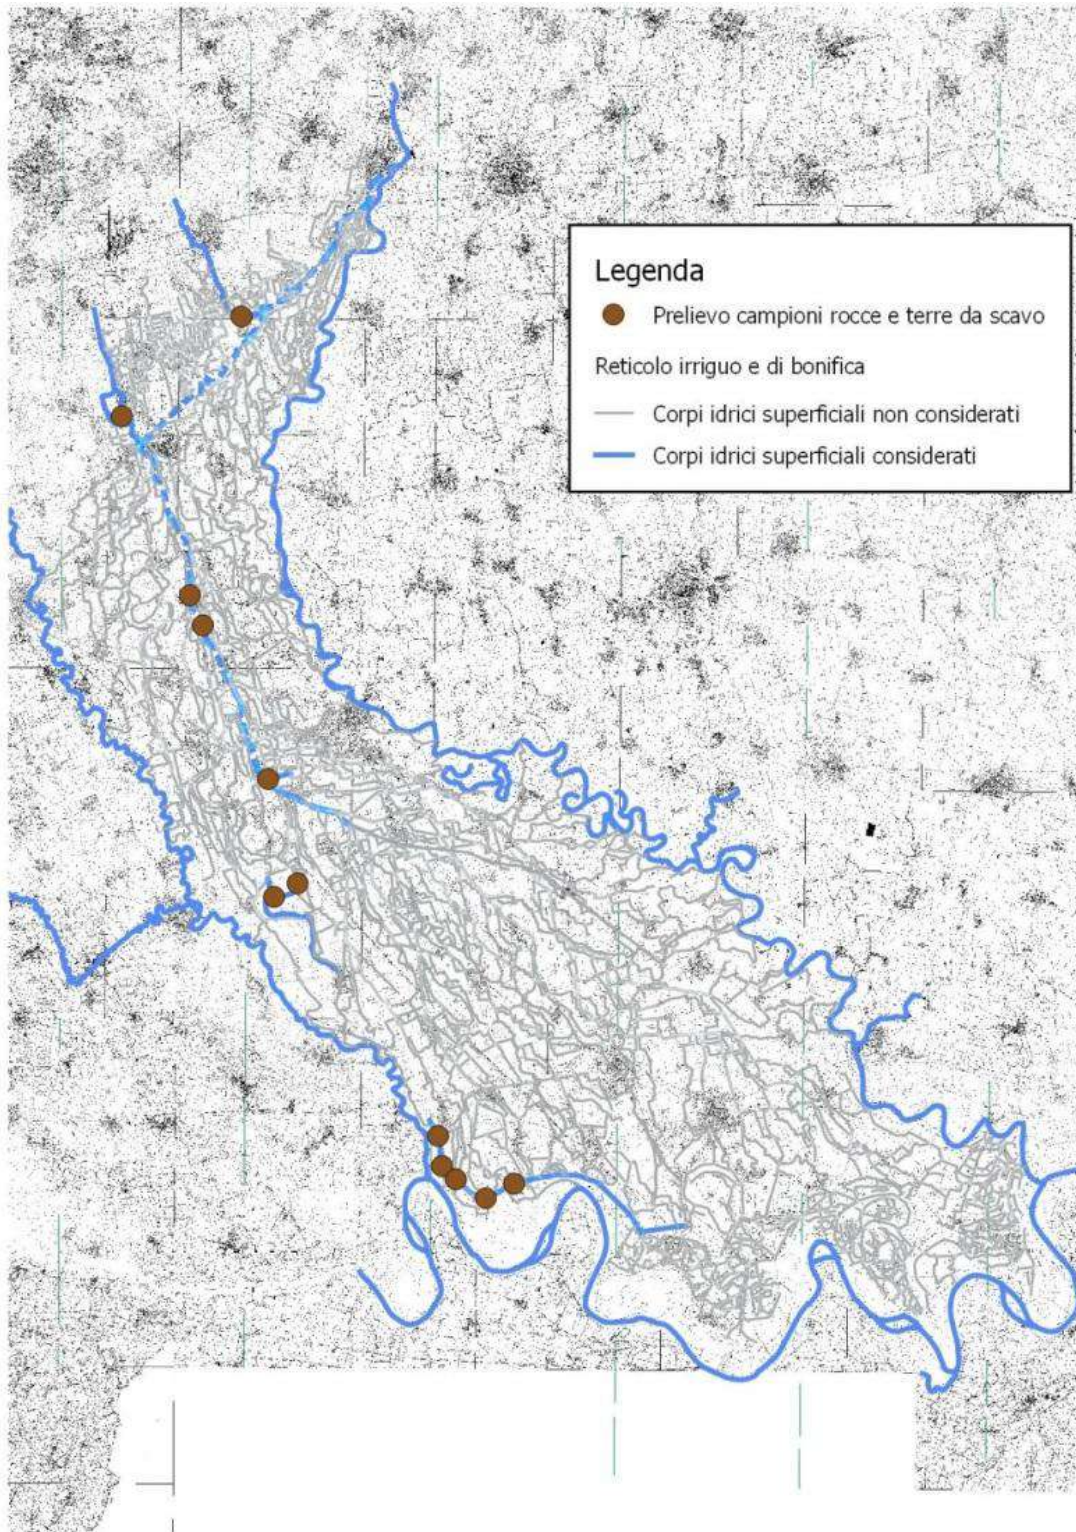 Legenda
Prelievo campioni rocce e terre da scavo
Reticolo irriguo e di bonifica
Corpi idrici superficiali non considerati
Corpi idrici superficiali considerati